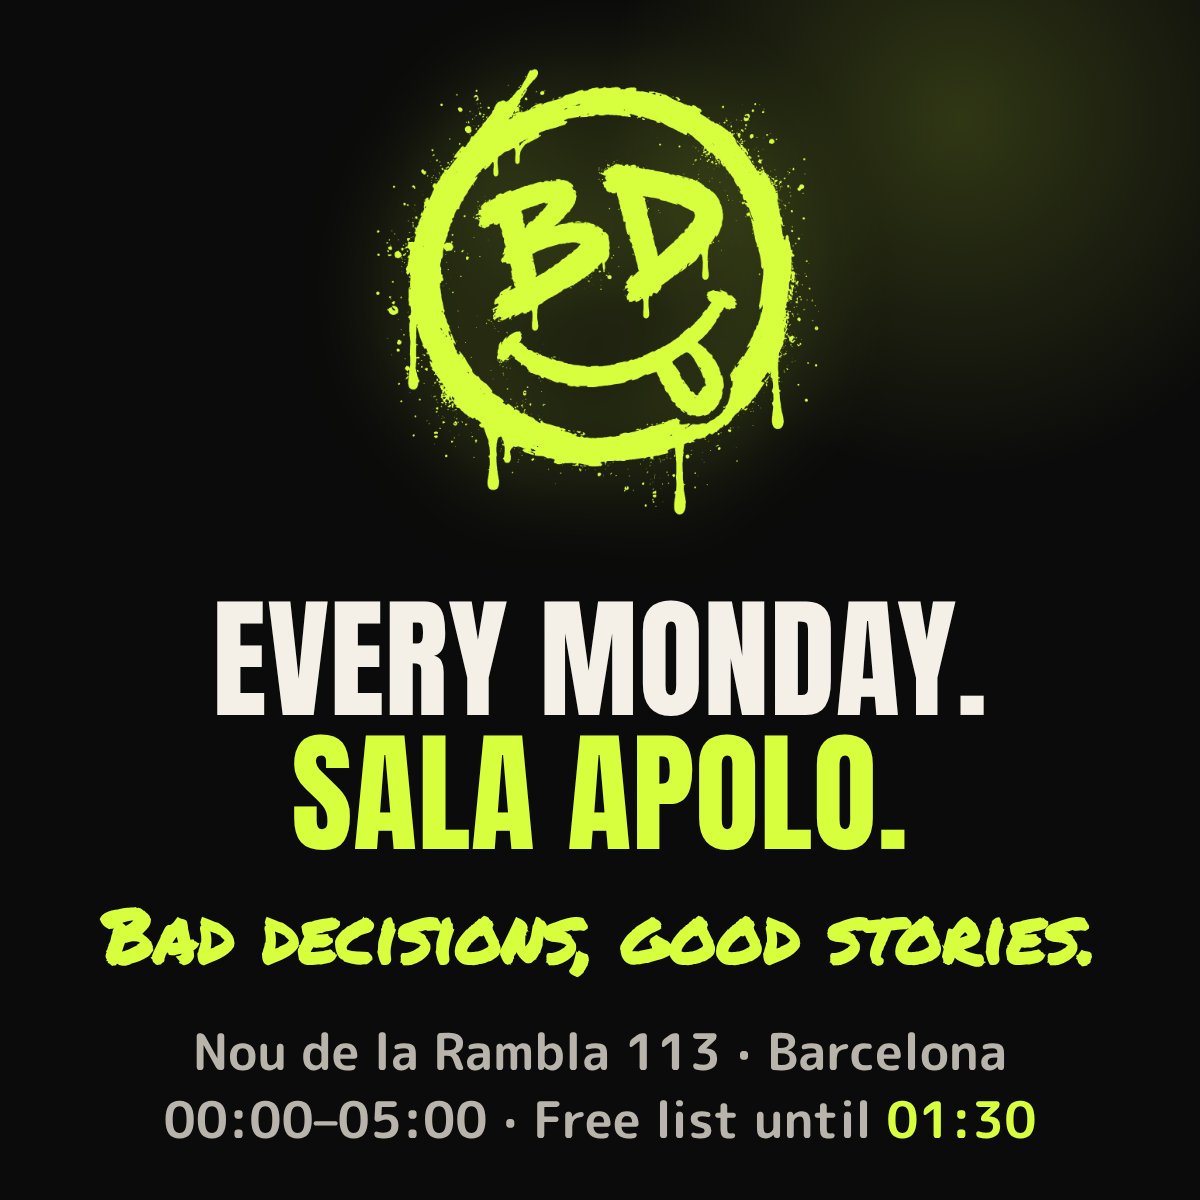 BD
EVERY MONDAY.
SALA APOLO.
Bad decisions, good stories.
Nou de la Rambla 113 · Barcelona
00:00–05:00 · Free list until 01:30